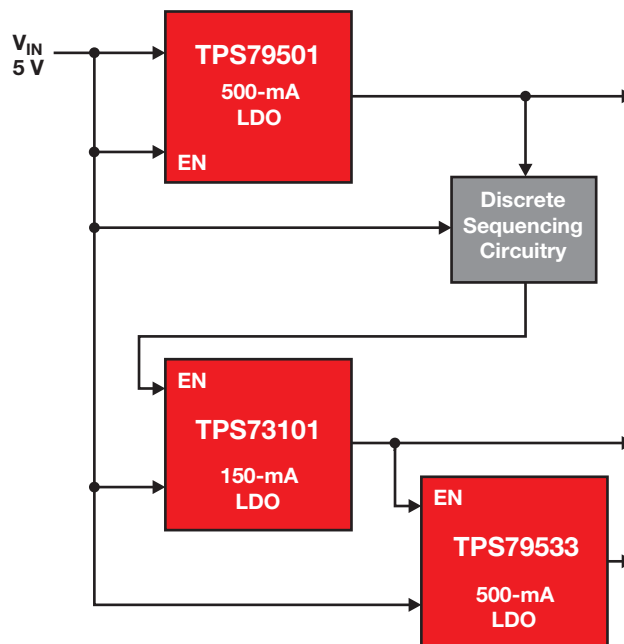 VIN
5 V
TPS79501
500-mA
LDO
EN
Discrete
Sequencing
Circuitry
EN
TPS73101
150-mA
LDO
EN
TPS79533
500-mA
LDO